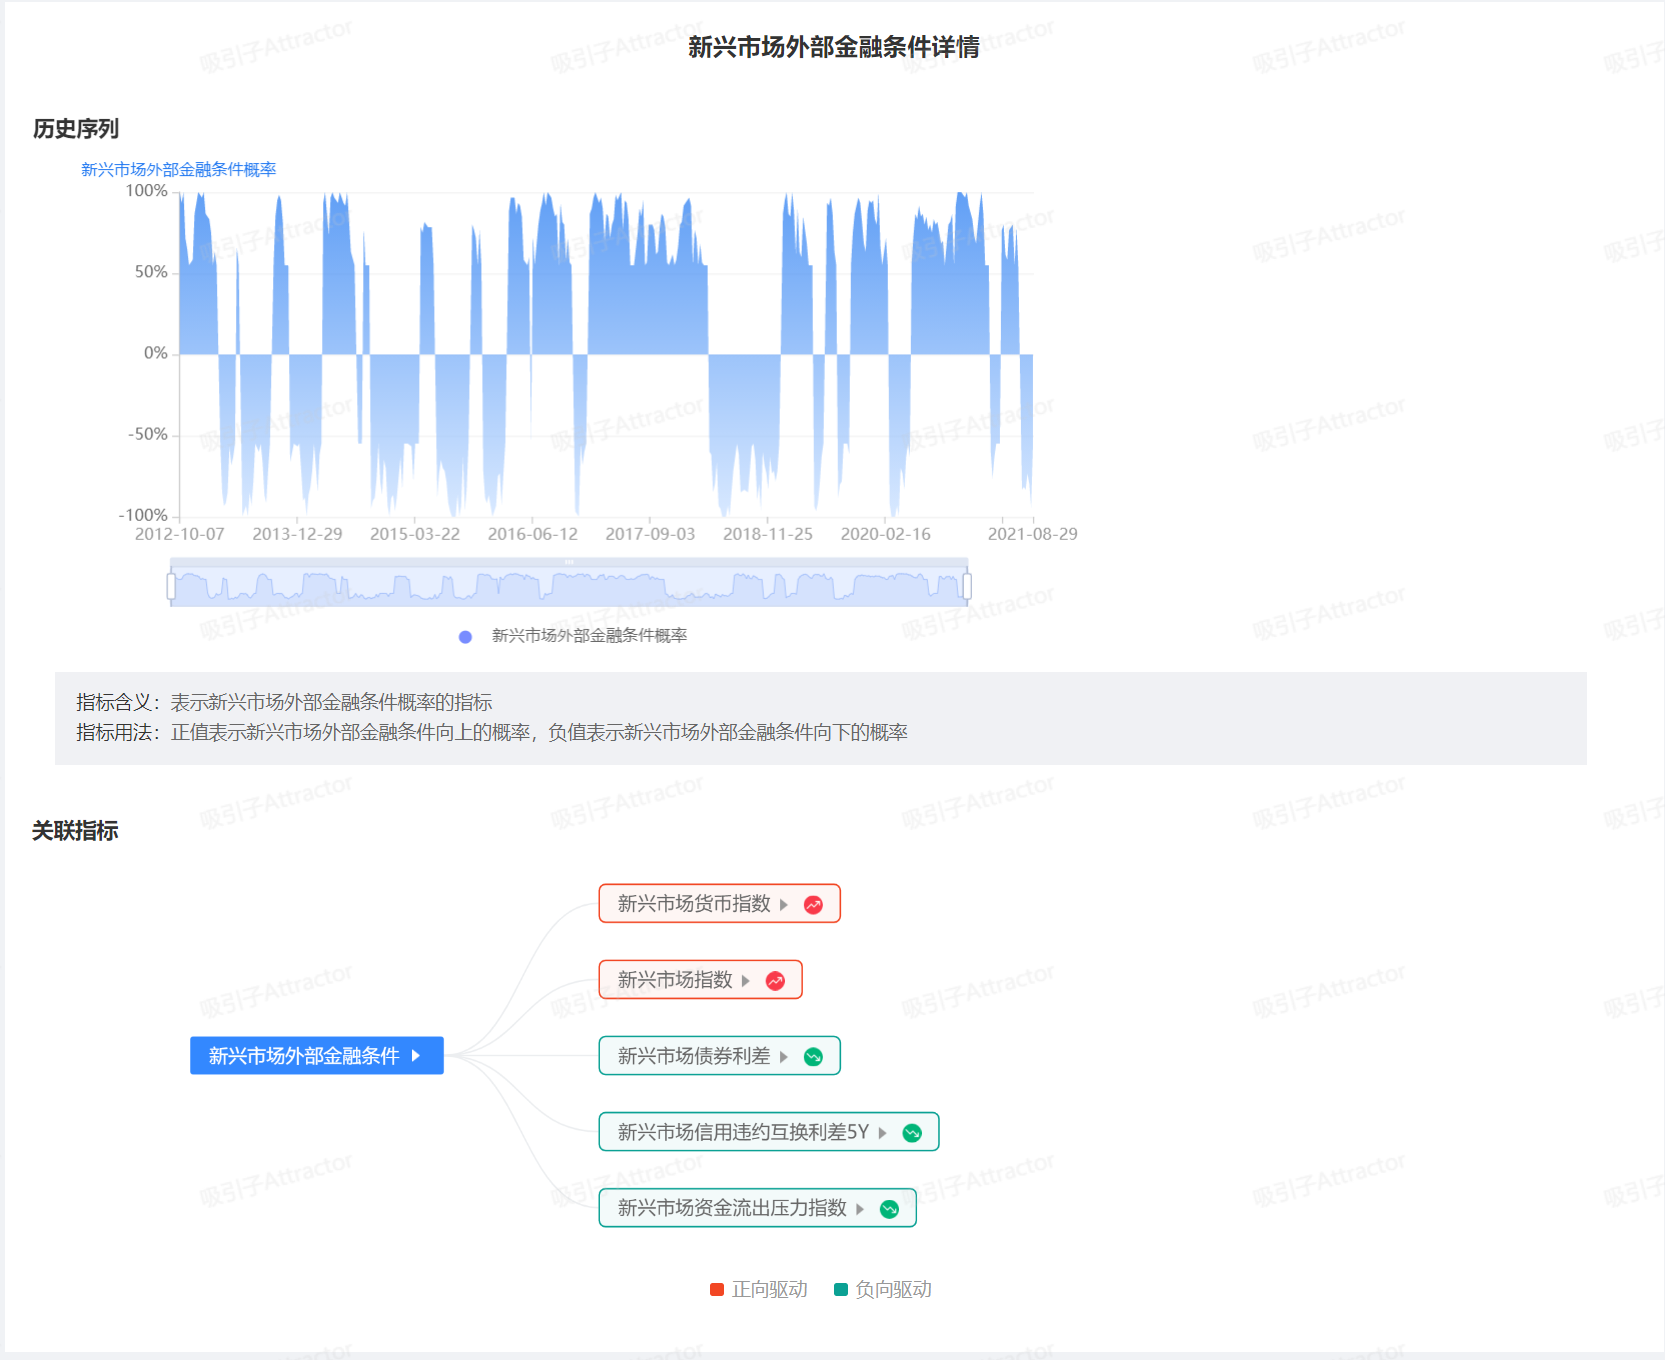 新兴市场外部金融条件详情
历史序列
新兴市场外部金融条件概率
100%
50%
0%
-50%
-100%
2012-10-07 2013-12-29 2015-03-22 2016-06-12 2017-09-03 2018-11-25 2020-02-16 2021-08-29
新兴市场外部金融条件概率
指标含义：表示新兴市场外部金融条件概率的指标
指标用法：正值表示新兴市场外部金融条件向上的概率，负值表示新兴市场外部金融条件向下的概率
关联指标
新兴市场货币指数
新兴市场指数
新兴市场外部金融条件
新兴市场债券利差
新兴市场信用违约互换利差5Y
新兴市场资金流出压力指数
正向驱动 负向驱动
吸引子Attractor